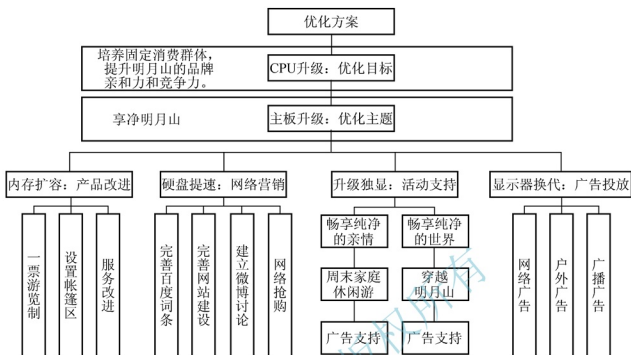 优化方案
培养固定消费群体，
提升明月山的品牌
亲和力和竞争力。
CPU升级：优化目标
享净明月山
主板升级：优化主题
内存扩容：产品改进
硬盘提速：网络营销
升级独显：活动支持
显示器换代：广告投放
一票游览制
设置帐篷区
服务改进
完善百度词条
完善网站建设
建立微博讨论
网络抢购
畅享纯净
的亲情
周末家庭
休闲游
广告支持
畅享纯净
的世界
穿越
明月山
广告支持
网络广告
户外广告
广播广告
版权所有